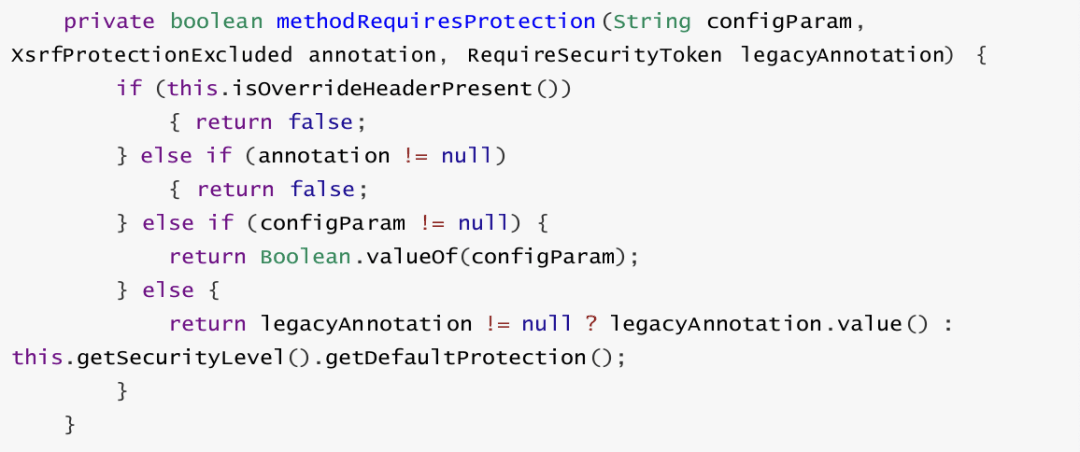 private boolean methodRequiresProtection(String configParam,
XsrfProtectionExcluded annotation, RequireSecurityToken legacyAnnotation) {
if (this.isOverrideHeaderPresent())
{ return false;
} else if (annotation != null)
{ return false;
} else if (configParam != null) {
return Boolean.valueOf(configParam);
} else {
return legacyAnnotation != null ? legacyAnnotation.value() :
this.getSecurityLevel().getDefaultProtection();
}
}